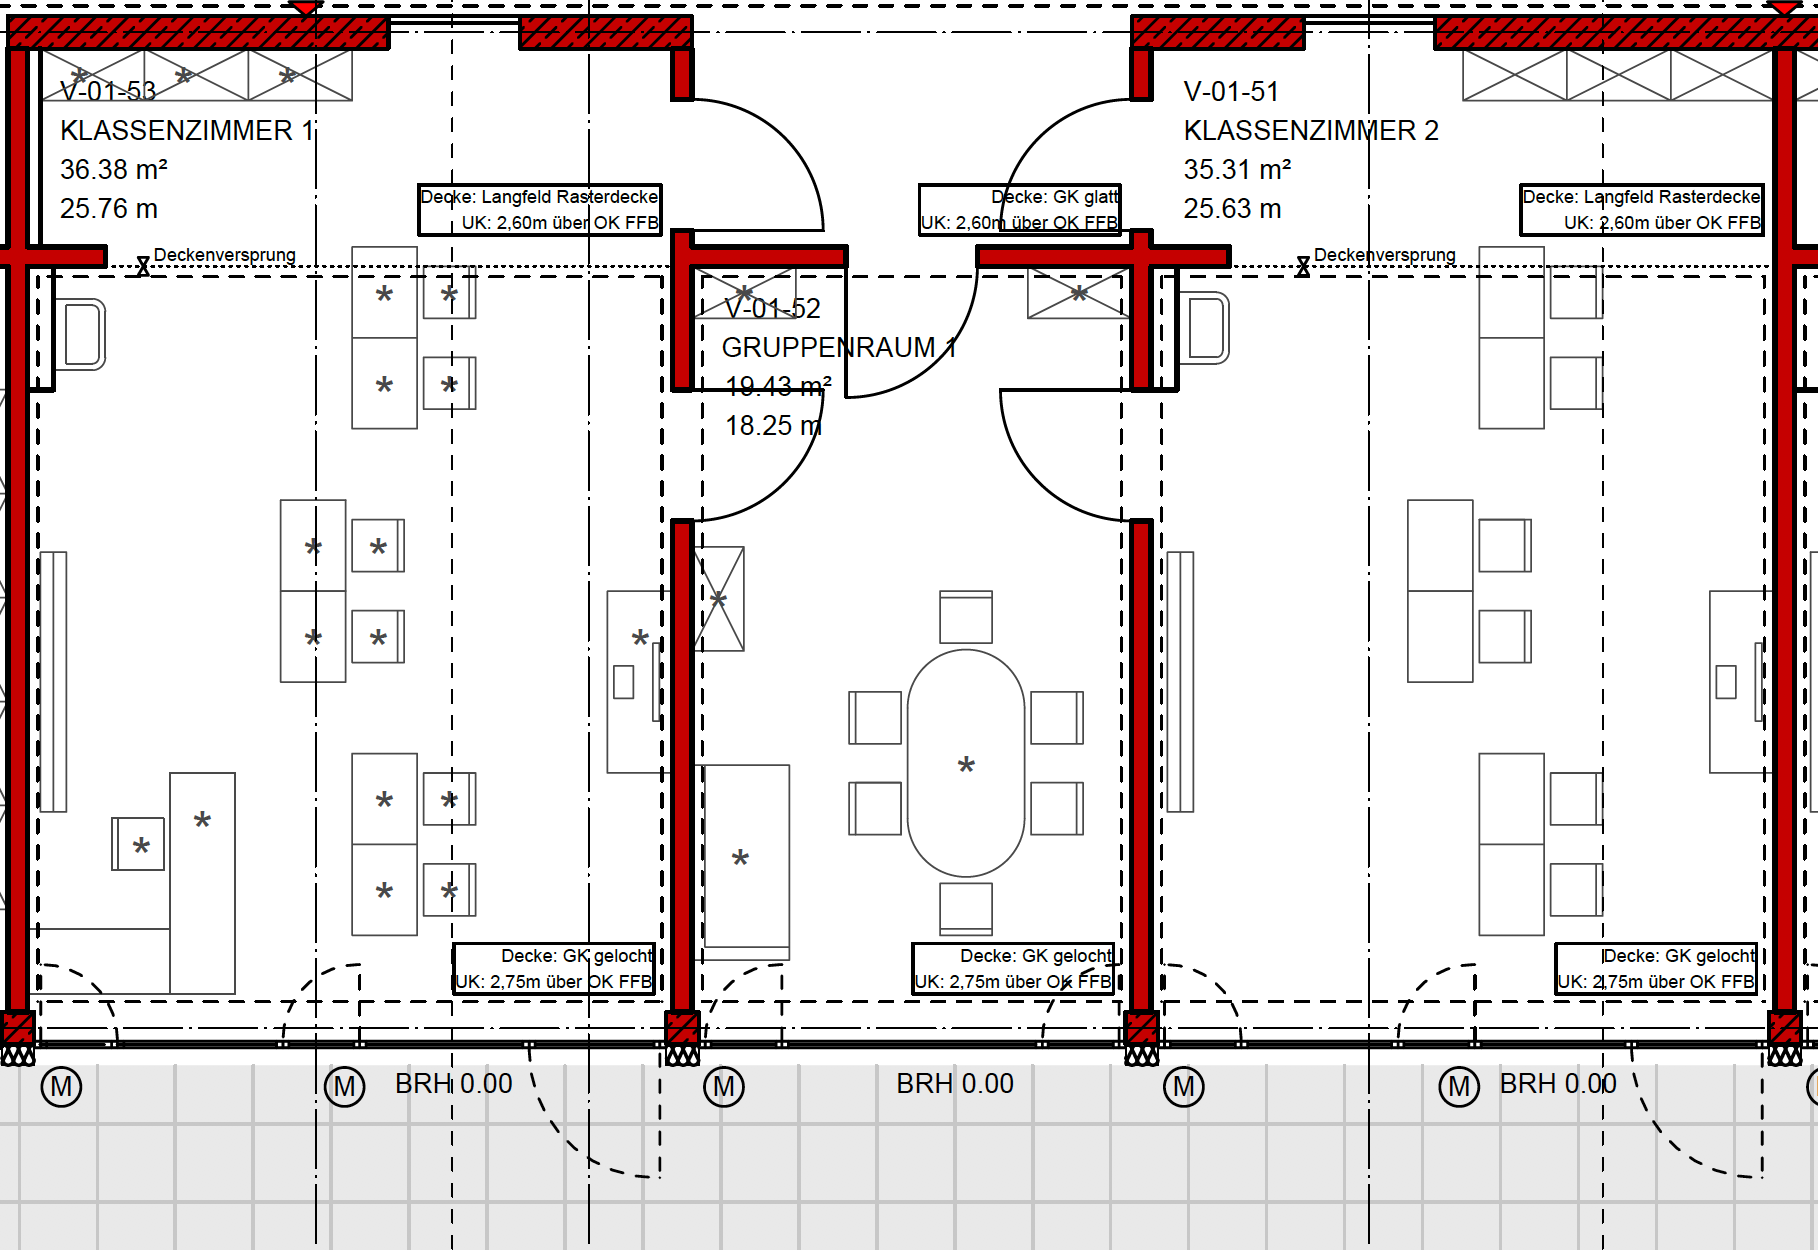 V-01-53
KLASSENZIMMER 1
36.38 m²
25.76 m
Decke: Langfeld Rasterdecke
UK: 2,60m über OK FFB
Decke: GK glatt
UK: 2,60m über OK FFB
V-01-51
KLASSENZIMMER 2
35.31 m²
25.63 m
Decke: Langfeld Rasterdecke
UK: 2,60m über OK FFB
Deckenversprung
Deckenversprung
V-01-52
GRUPPENRAUM 1
19.43 m²
18.25 m
Decke: GK gelocht
UK: 2,75m über OK FFB
Decke: GK gelocht
UK: 2,75m über OK FFB
Decke: GK gelocht
UK: 2,75m über OK FFB
M
M
BRH 0.00
M
BRH 0.00
M
M
BRH 0.00